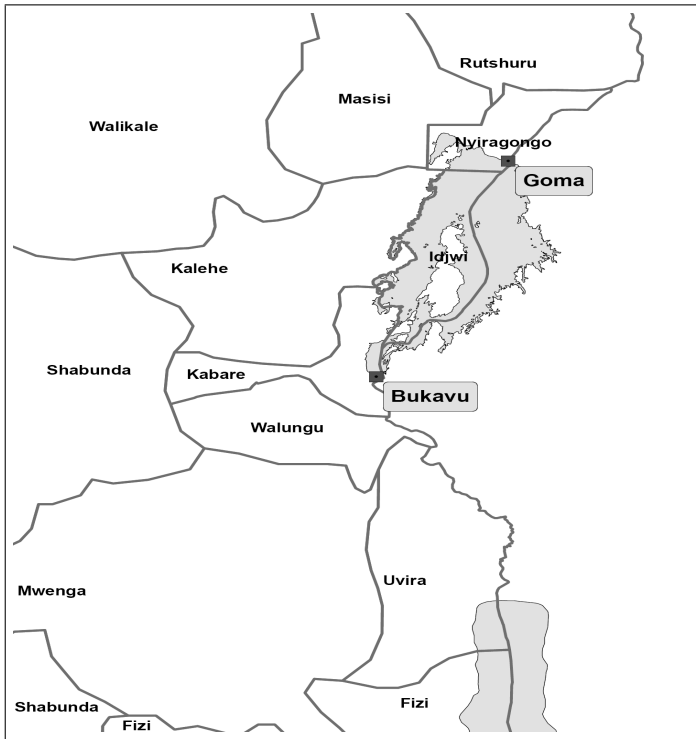 Rutshuru
Masisi
Walikale
Nyiragongo
Goma
Idjwi
Kalehe
Shabunda
Kabare
Bukavu
Walungu
Uvira
Mwenga
Fizi
Shabunda
Fizi